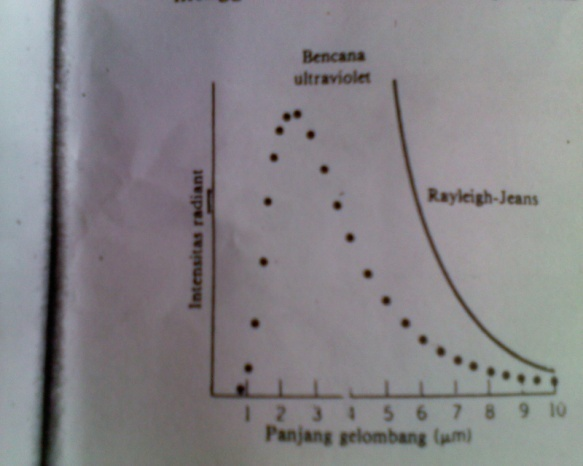 Bencana
ultraviolet
Rayleigh-Jeans
Intensitas radiant
1 2 3 4 5 6 7 8 9 10
Panjang gelombang (μm)